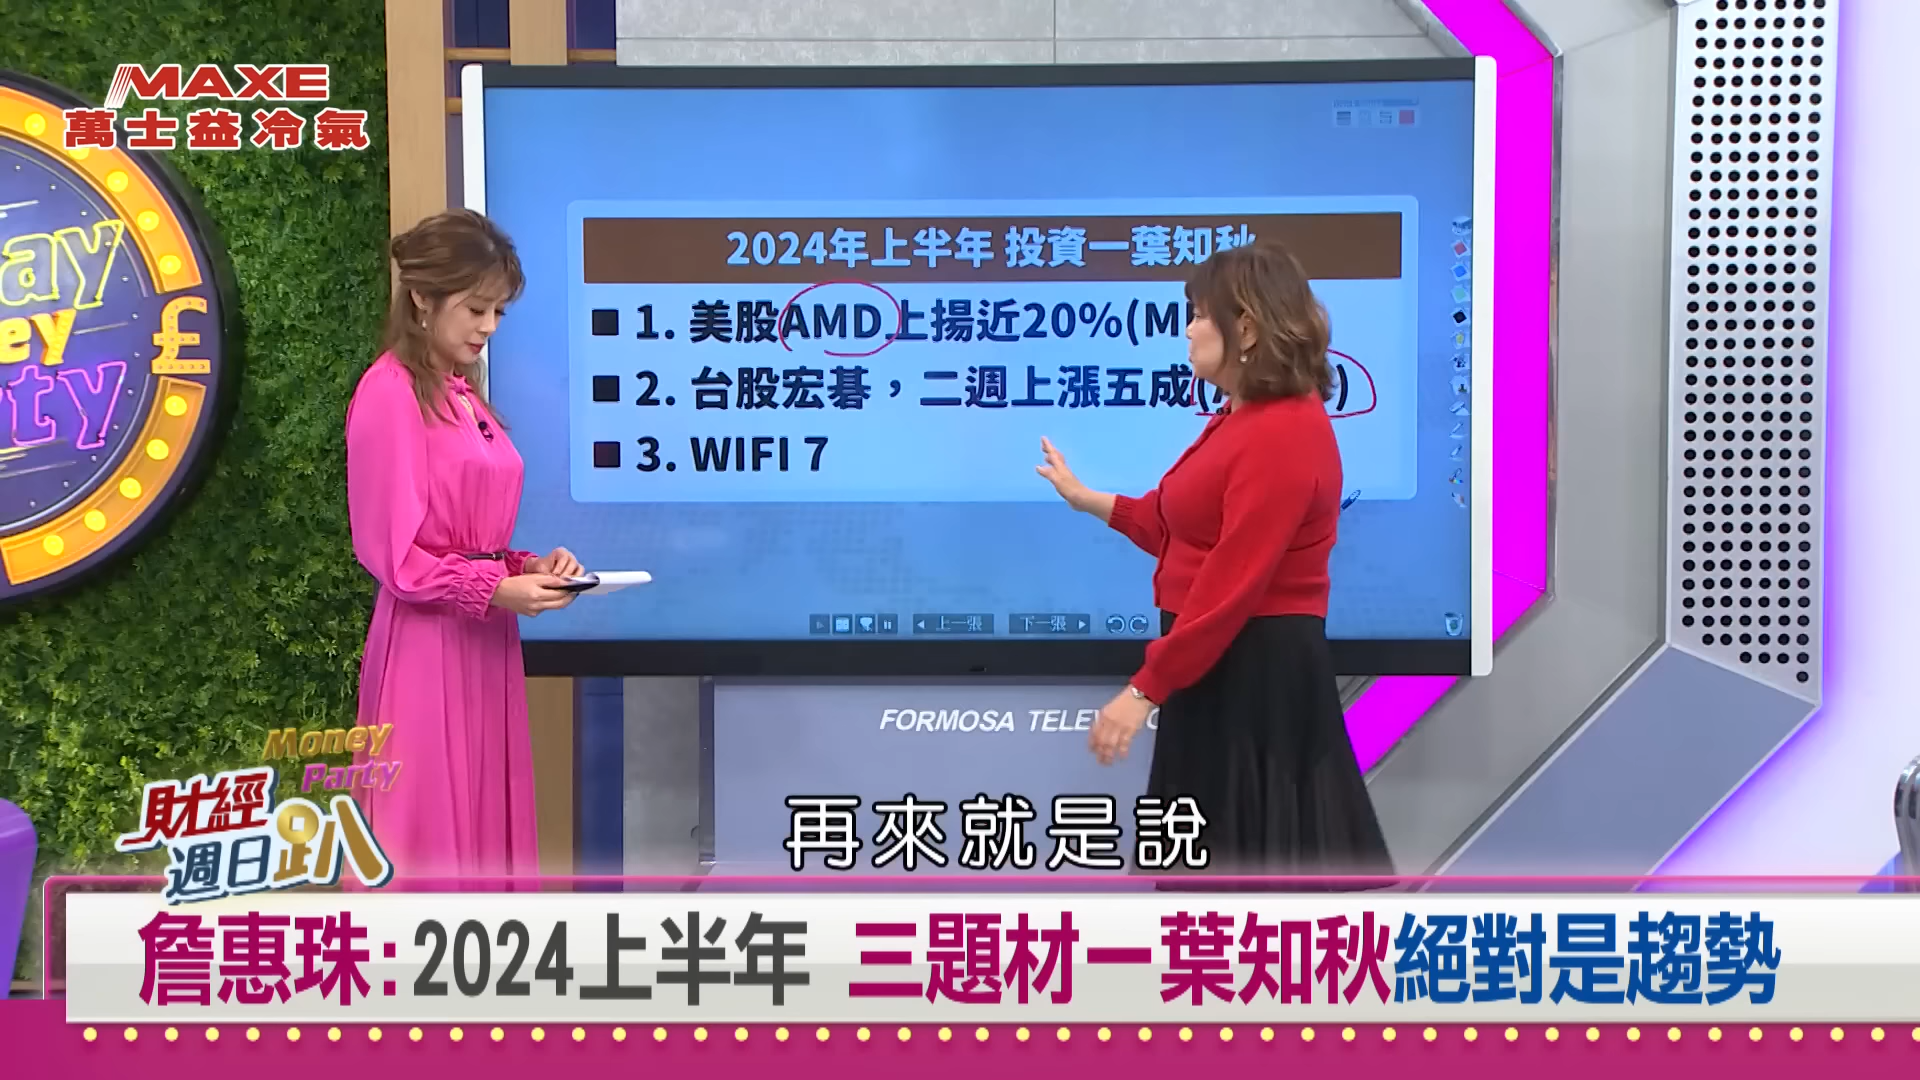 MAXE
萬士益冷氣
ay
ey
rty
£
2024年上半年 投資一葉知秋
1. 美股AMD上揚近20%(M
2. 台股宏碁，二週上漲五成(A )
3. WIFI 7
上一張 下一張
FORMOSA TELEV
Money
Party
財經
週日趴
再來就是說
詹惠珠:2024上半年 三題材一葉知秋絕對是趨勢